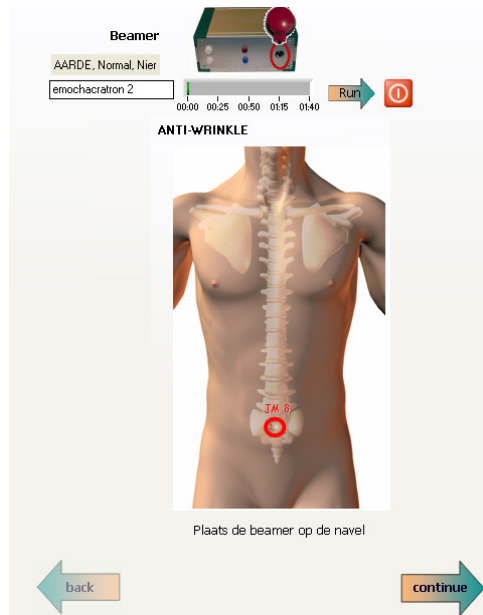 Beamer
AARDE, Normal, Nier
emochacratron 2
00:00 00:25 00:50 01:15 01:40
Run
ANTI-WRINKLE
JM 8
Plaats de beamer op de navel
back
continue